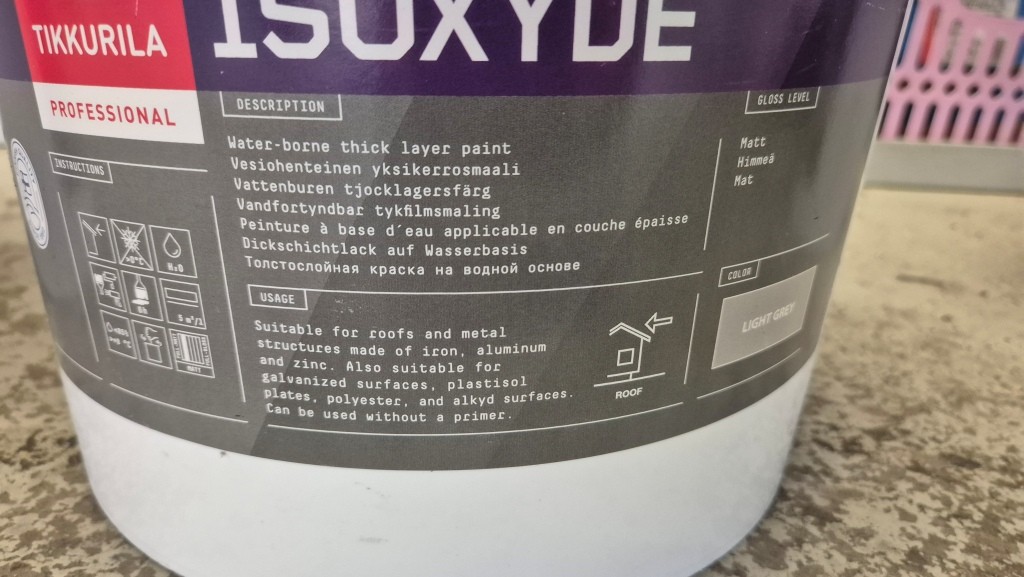 TIKKURILA
ISOXYDE
PROFESSIONAL
DESCRIPTION
GLOSS LEVEL
Water-borne thick layer paint
Vesiohenteinen yksikerrosmaali
Vattenburen tjocklagersfärg
Vandfortyndbar tykfilmsmaling
Peinture à base d´eau applicable en couche épaisse
Dickschichtlack auf Wasserbasis
Толстослойная краска на водной основе
Matt
Himmeä
Mat
INSTRUCTIONS
H₂O
USAGE
Suitable for roofs and metal
structures made of iron, aluminum
and zinc. Also suitable for
galvanized surfaces, plastisol
plates, polyester, and alkyd surfaces.
Can be used without a primer.
ROOF
COLOR
LIGHT GREY